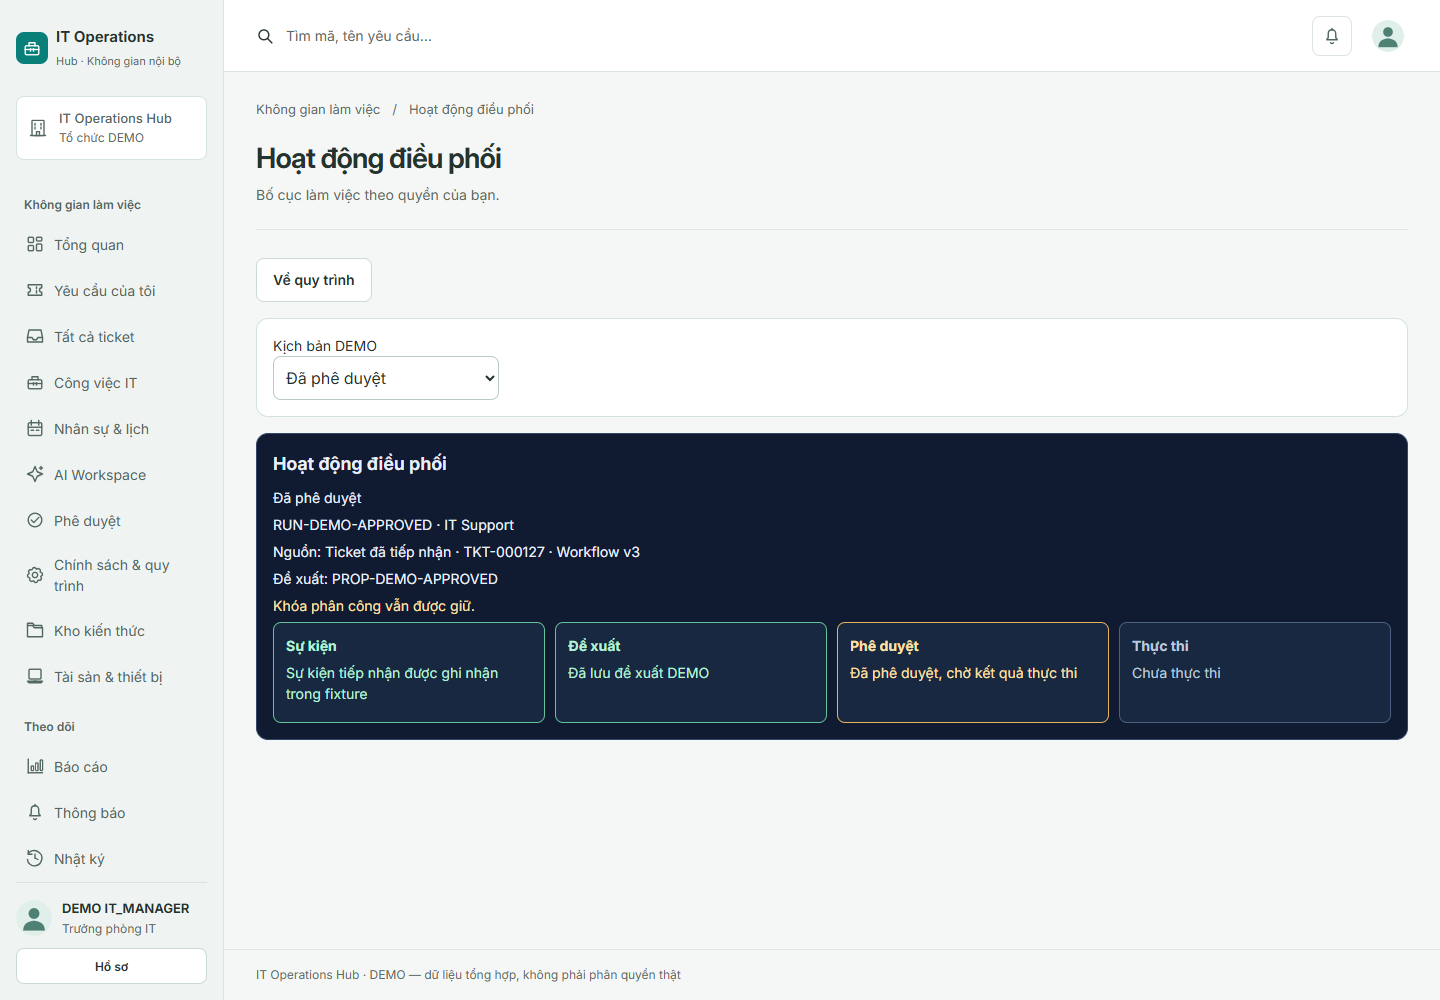 IT Operations
Hub · Không gian nội bộ
IT Operations Hub
Tổ chức DEMO
Không gian làm việc
Tổng quan
Yêu cầu của tôi
Tất cả ticket
Công việc IT
Nhân sự & lịch
AI Workspace
Phê duyệt
Chính sách & quy
trình
Kho kiến thức
Tài sản & thiết bị
Theo dõi
Báo cáo
Thông báo
Nhật ký
DEMO IT_MANAGER
Trưởng phòng IT
Hồ sơ
Tìm mã, tên yêu cầu...
Không gian làm việc / Hoạt động điều phối
Hoạt động điều phối
Bố cục làm việc theo quyền của bạn.
Về quy trình
Kịch bản DEMO
Đã phê duyệt
Hoạt động điều phối
Đã phê duyệt
RUN-DEMO-APPROVED · IT Support
Nguồn: Ticket đã tiếp nhận · TKT-000127 · Workflow v3
Đề xuất: PROP-DEMO-APPROVED
Khóa phân công vẫn được giữ.
Sự kiện
Sự kiện tiếp nhận được ghi nhận
trong fixture
Đề xuất
Đã lưu đề xuất DEMO
Phê duyệt
Đã phê duyệt, chờ kết quả thực thi
Thực thi
Chưa thực thi
IT Operations Hub · DEMO — dữ liệu tổng hợp, không phải phân quyền thật